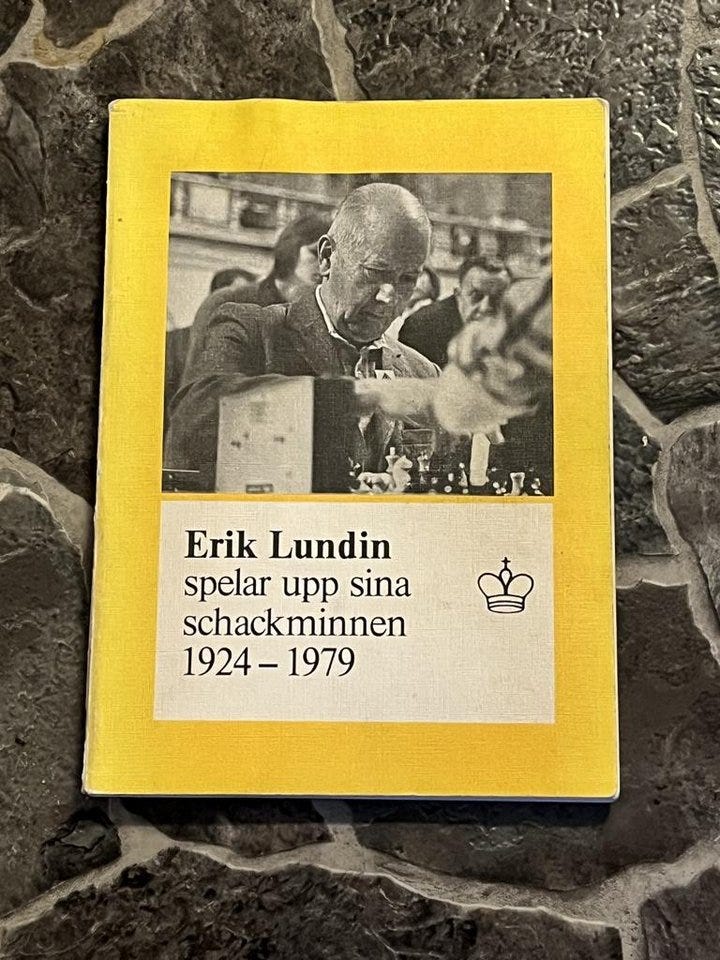 Erik Lundin
spelar upp sina
schackminnen
1924 – 1979